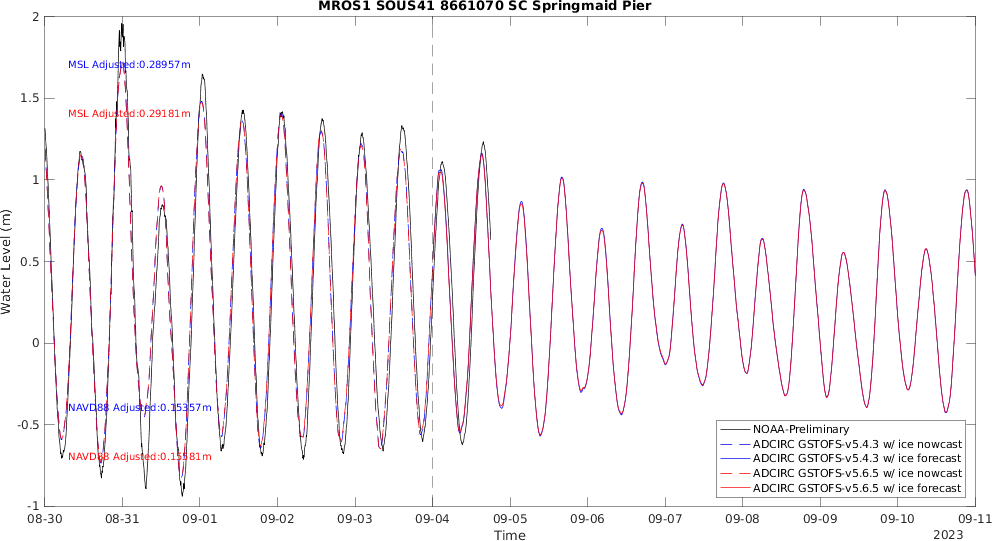 MROS1 SOUS41 8661070 SC Springmaid Pier
2
1.5
1
0.5
0
-0.5
-1
Water Level (m)
MSL Adjusted:0.28957m
MSL Adjusted:0.29181m
NAVD88 Adjusted:0.15357m
NAVD88 Adjusted:0.15581m
NOAA-Preliminary
ADCIRC GSTOFS-v5.4.3 w/ ice nowcast
ADCIRC GSTOFS-v5.4.3 w/ ice forecast
ADCIRC GSTOFS-v5.6.5 w/ ice nowcast
ADCIRC GSTOFS-v5.6.5 w/ ice forecast
08-30 08-31 09-01 09-02 09-03 09-04 09-05 09-06 09-07 09-08 09-09 09-10 09-11
Time
2023